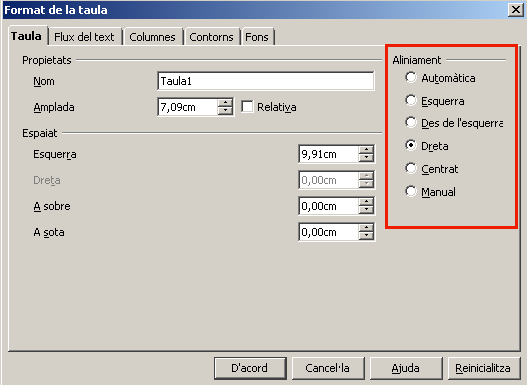 Format de la taula
Taula Flux del text Columnes Contorns Fons
Propietats
Nom Taula1
Amplada 7,09cm Relativa
Espaiat
Esquerra 9,91cm
Dreta 0,00cm
A sobre 0,00cm
A sota 0,00cm
Aliniament
Automàtica
Esquerra
Des de l'esquerra
Dreta
Centrat
Manual
D'acord Cancel·la Ajuda Reinicialitza